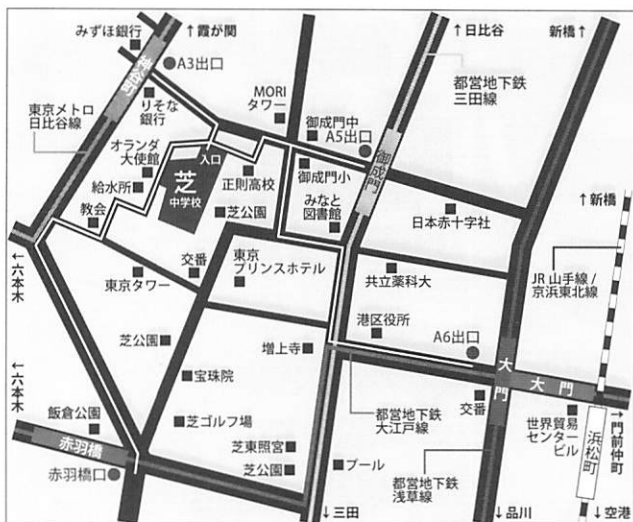 みずほ銀行
↑霞が関
↑日比谷
新橋↑
神谷町
A3出口
都営地下鉄
三田線
東京メトロ
日比谷線
りそな
銀行
MORI
タワー
御成門中
A5出口
オランダ
大使館
入口
御成門
給水所
芝
中学校
正則高校
御成門小
みなと
図書館
教会
芝公園
日本赤十字社
↑新橋
←六本木
東京タワー
交番
東京
プリンスホテル
共立薬科大
JR 山手線/
京浜東北線
港区役所
A6出口
芝公園
増上寺
大門
大門
←六本木
宝珠院
飯倉公園
芝ゴルフ場
都営地下鉄
大江戸線
交番
世界貿易
センター
ビル
浜松町
↑門前仲町
赤羽橋
芝東照宮
赤羽橋口
芝公園
プール
都営地下鉄
浅草線
↓三田
↓品川
↓空港